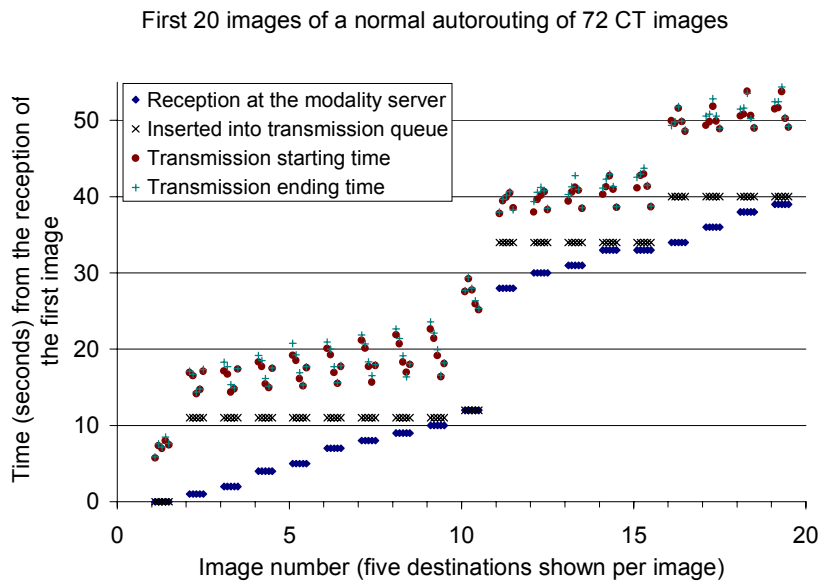 First 20 images of a normal autorouting of 72 CT images
Time (seconds) from the reception of
the first image
50
40
30
20
10
0
Reception at the modality server
Inserted into transmission queue
Transmission starting time
Transmission ending time
0 5 10 15 20
Image number (five destinations shown per image)